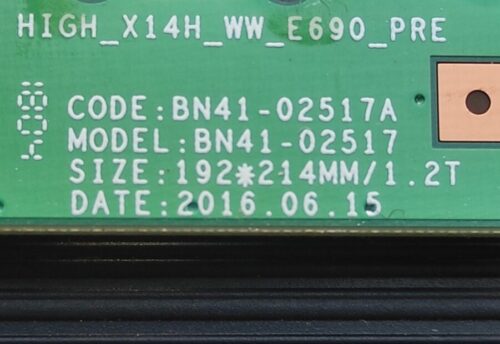 HIGH_X14H_WW_E690_PRE
CODE:BN41-02517A
MODEL:BN41-02517
SIZE:192*214MM/1.2T
DATE:2016.06.15